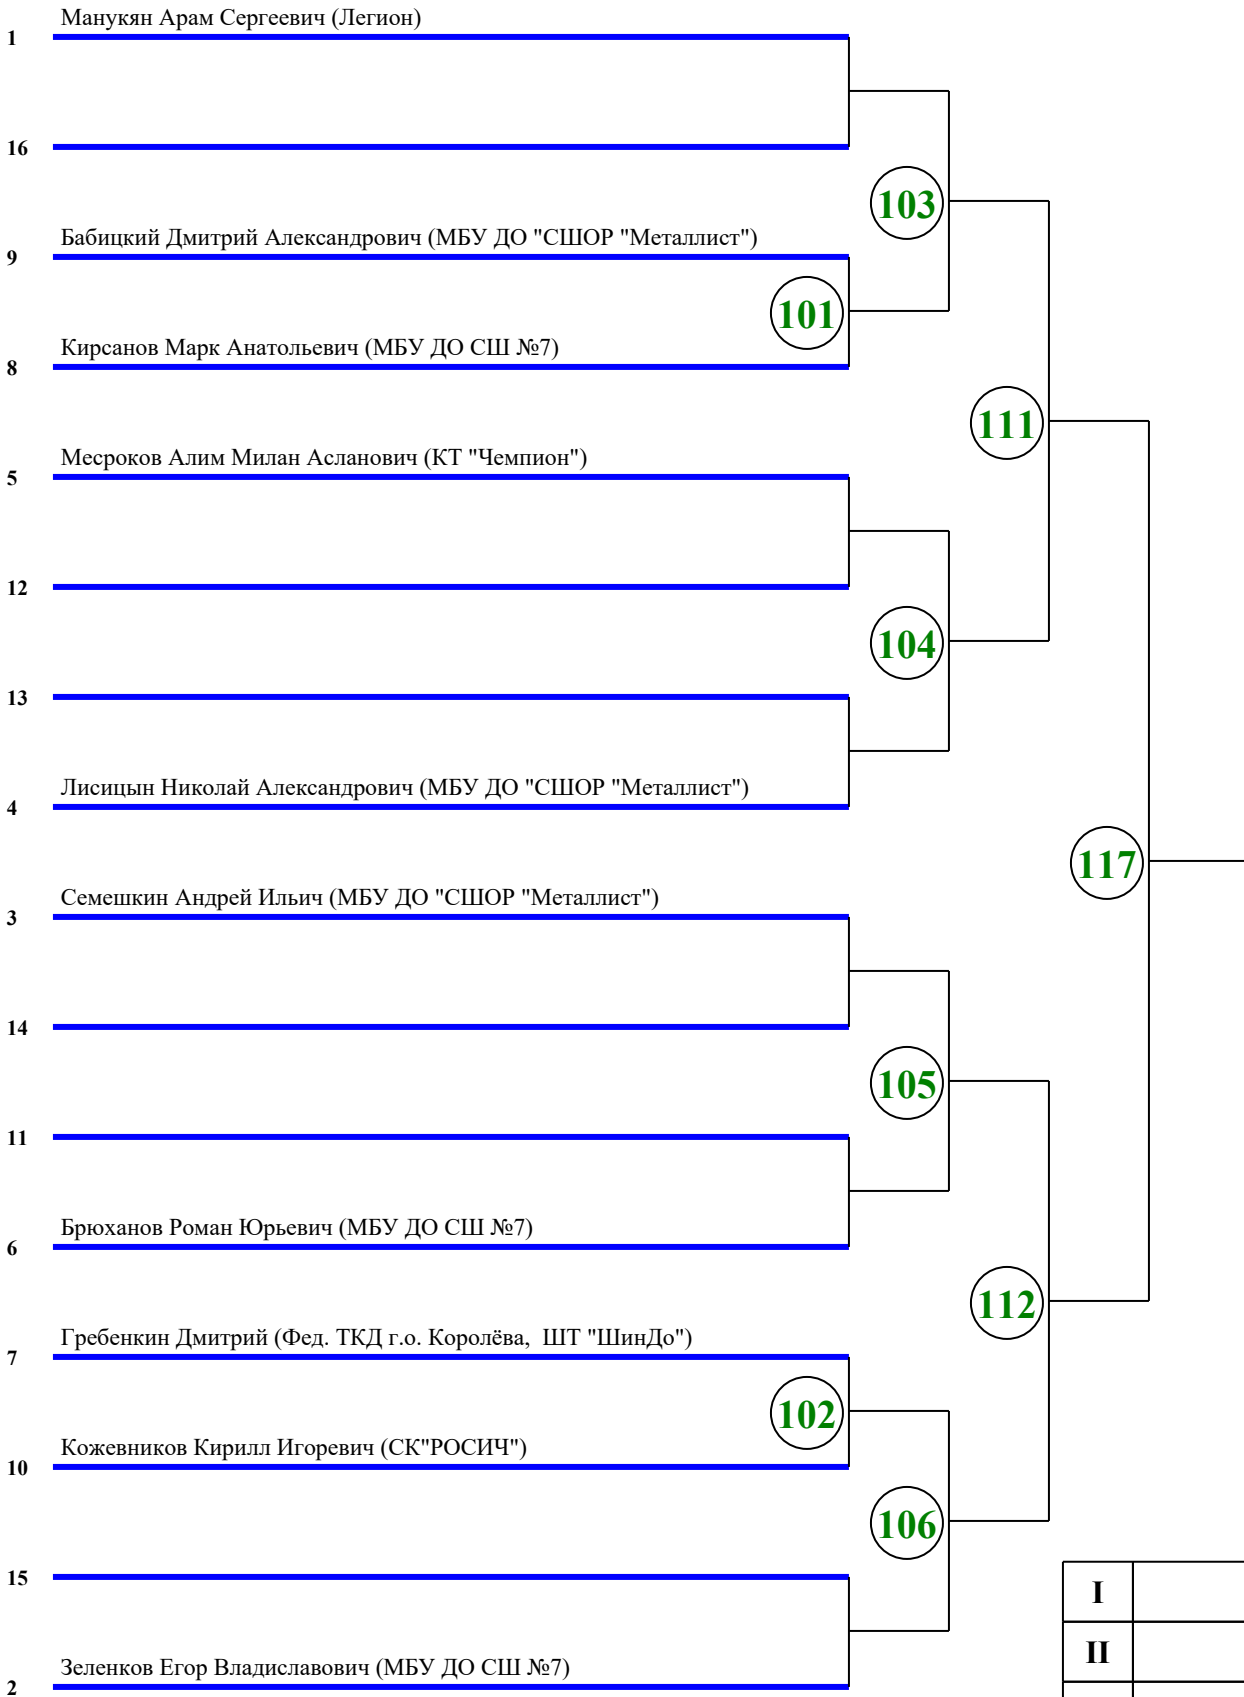 Манукян Арам Сергеевич (Легион)
1
16
103
Бабицкий Дмитрий Александрович (МБУ ДО "СШОР "Металлист")
9
101
Кирсанов Марк Анатольевич (МБУ ДО СШ №7)
8
111
Месроков Алим Милан Асланович (КТ "Чемпион")
5
12
104
13
Лисицын Николай Александрович (МБУ ДО "СШОР "Металлист")
4
117
Семешкин Андрей Ильич (МБУ ДО "СШОР "Металлист")
3
14
105
11
Брюханов Роман Юрьевич (МБУ ДО СШ №7)
6
112
Гребенкин Дмитрий (Фед. ТКД г.о. Королёва,  ШТ "ШинДо")
7
102
Кожевников Кирилл Игоревич (СК"РОСИЧ")
10
106
15
I
II
Зеленков Егор Владиславович (МБУ ДО СШ №7)
2